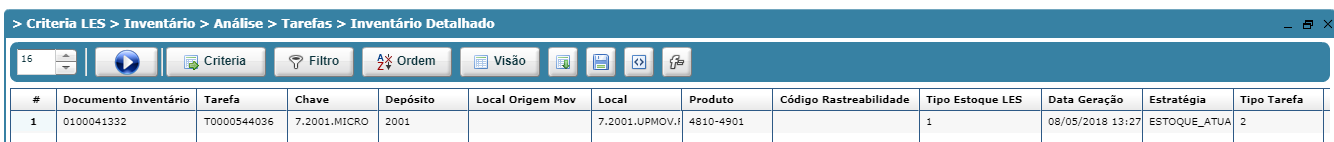 > Criteria LES > Inventário > Análise > Tarefas > Inventário Detalhado
16 Criteria Filtro Ordem Visão
# Documento Inventário Tarefa Chave Depósito Local Origem Mov Local Produto Código Rastreabilidade Tipo Estoque LES Data Geração Estratégia Tipo Tarefa
1 0100041332 T0000544036 7.2001.MICRO 2001 7.2001.UPMOV.F 4810-4901 1 08/05/2018 13:27 ESTOQUE_ATUA 2